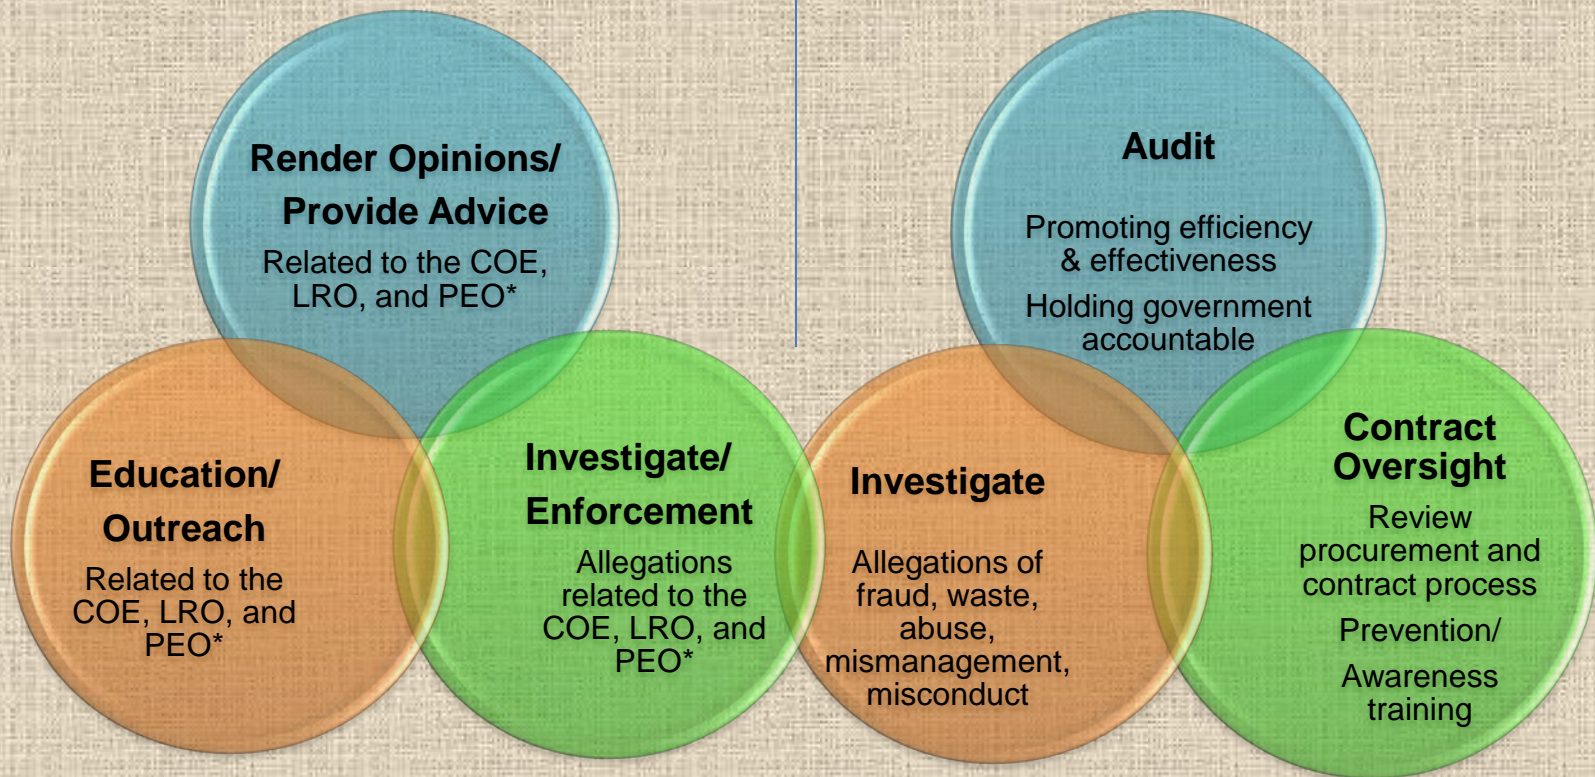 Render Opinions/
Provide Advice
Related to the COE,
LRO, and PEO*
Education/
Outreach
Related to the
COE, LRO, and
PEO*
Investigate/
Enforcement
Allegations
related to the
COE, LRO, and
PEO*
Audit
Promoting efficiency
& effectiveness
Holding government
accountable
Investigate
Allegations of
fraud, waste,
abuse,
mismanagement,
misconduct
Contract
Oversight
Review
procurement and
contract process
Prevention/
Awareness
training